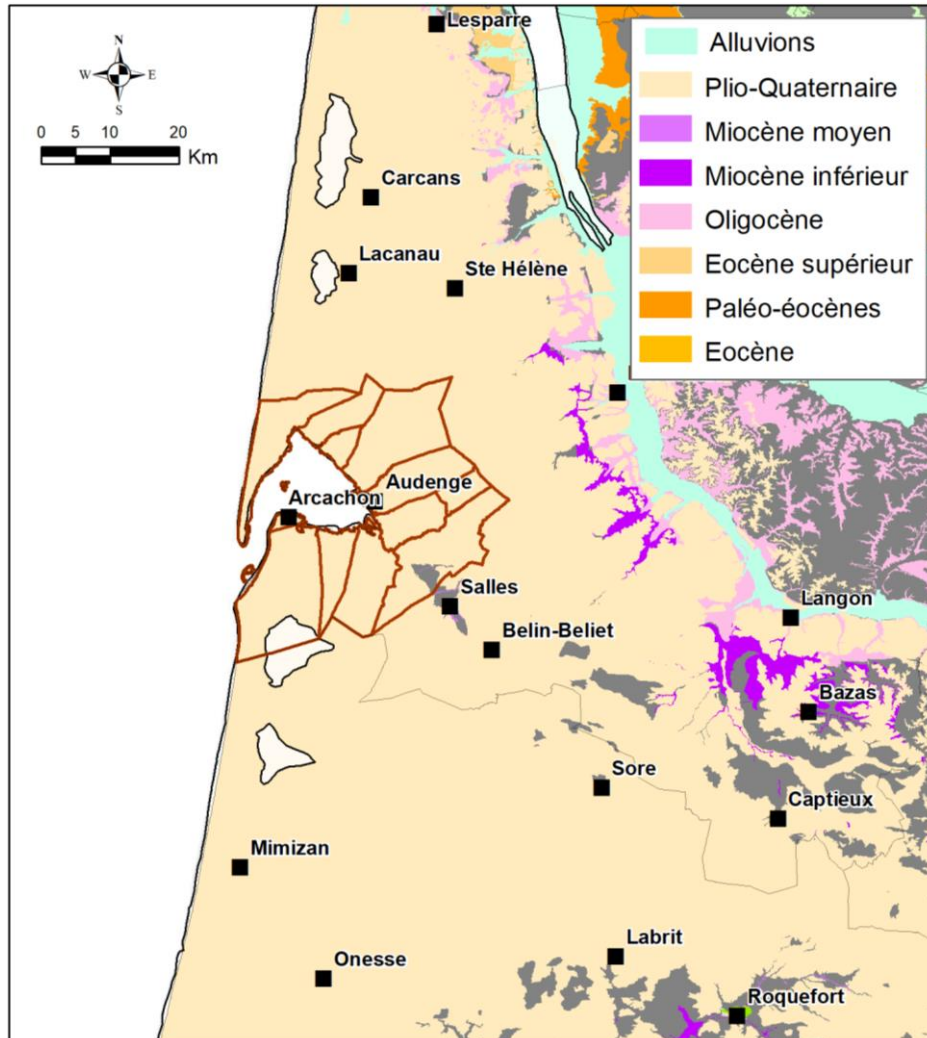 Lesparre
N
W E
S
0 5 10 20
Km
Alluvions
Plio-Quaternaire
Miocène moyen
Miocène inférieur
Oligocène
Eocène supérieur
Paléo-éocènes
Eocène
Carcans
Lacanau
Ste Hélène
Audenge
Arcachon
Salles
Langon
Belin-Beliet
Bazas
Sore
Captieux
Mimizan
Labrit
Onesse
Roquefort